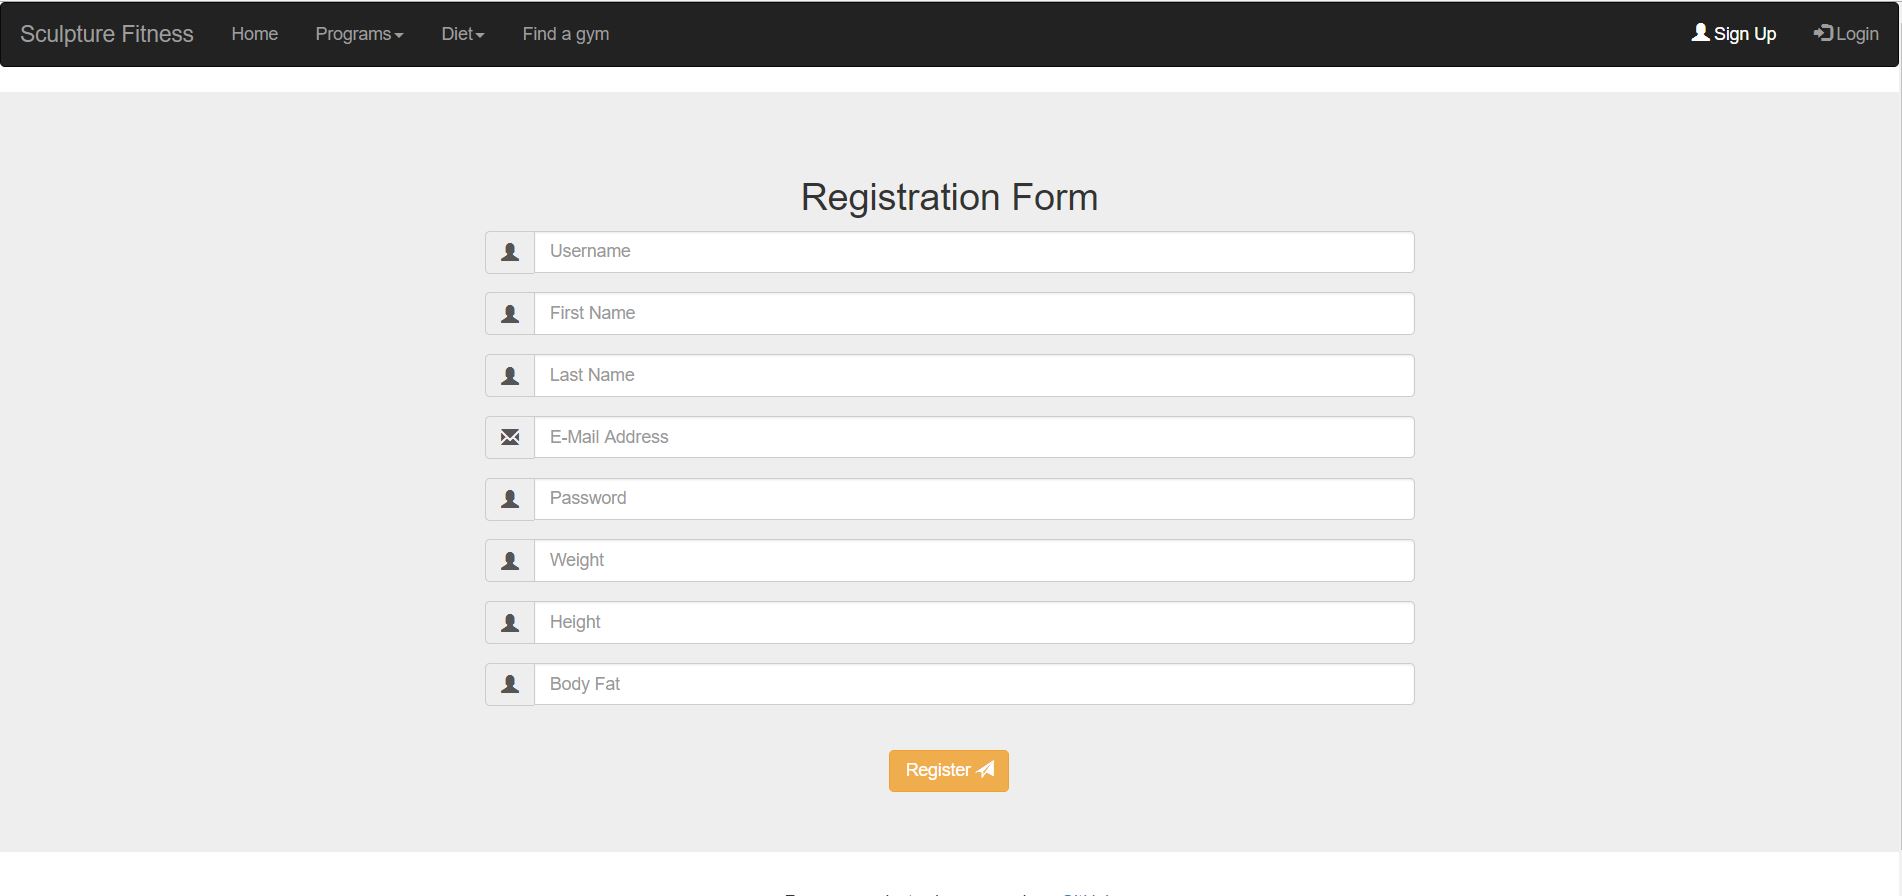 Sculpture Fitness Home Programs Diet Find a gym Sign Up Login
Registration Form
Username
First Name
Last Name
E-Mail Address
Password
Weight
Height
Body Fat
Register